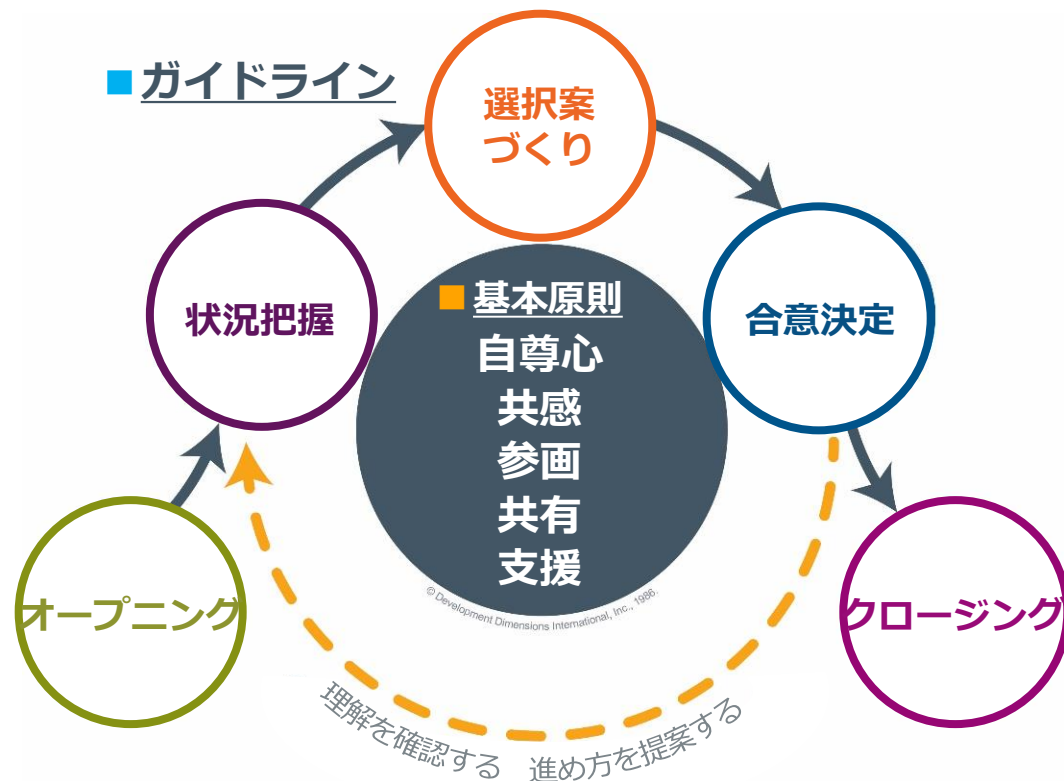 ■ ガイドライン
選択案
づくり
状況把握
■ 基本原則
自尊心
共感
参画
共有
支援
合意決定
オープニング
クロージング
© Development Dimensions International, Inc., 1986.
理解を確認する 進め方を提案する